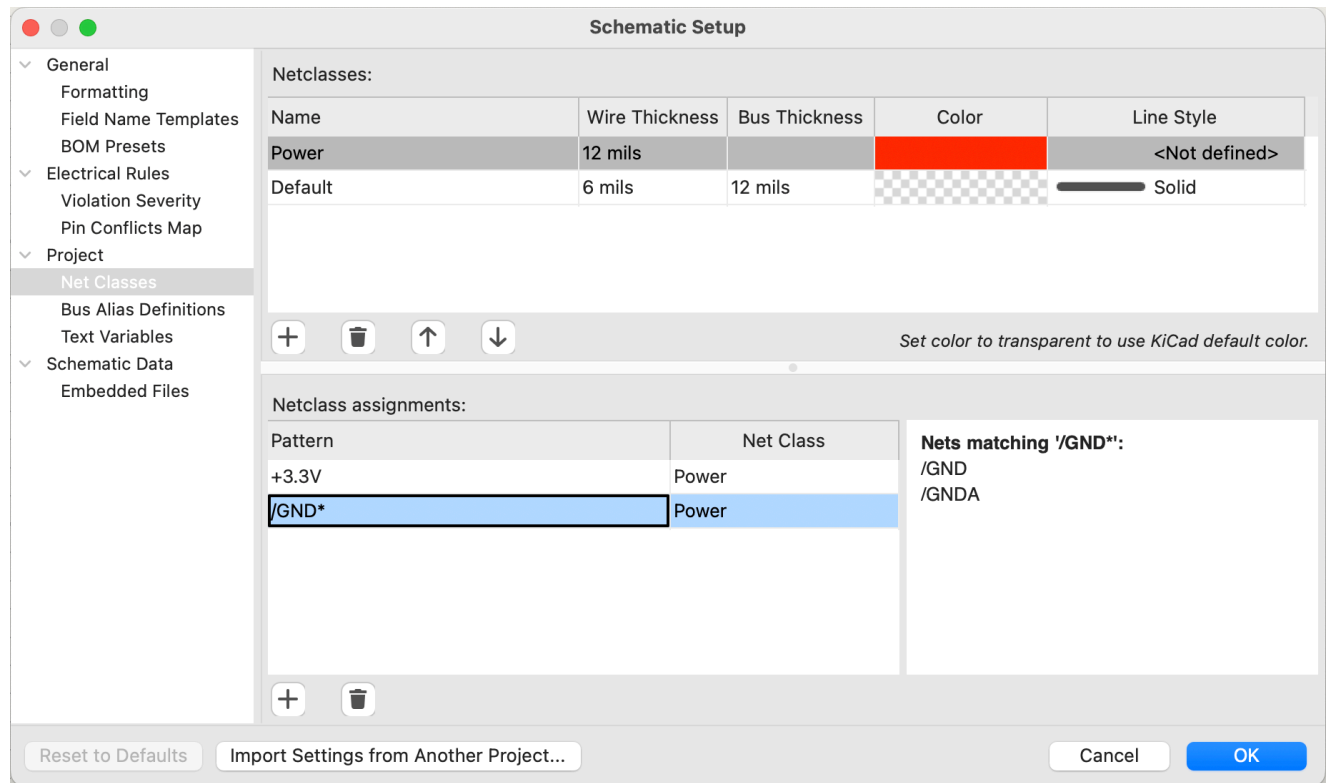 Schematic Setup
General
Formatting
Field Name Templates
BOM Presets
Electrical Rules
Violation Severity
Pin Conflicts Map
Project
Net Classes
Bus Alias Definitions
Text Variables
Schematic Data
Embedded Files
Netclasses:
Name Wire Thickness Bus Thickness Color Line Style
Power 12 mils <Not defined>
Default 6 mils 12 mils Solid
Set color to transparent to use KiCad default color.
Netclass assignments:
Pattern Net Class
+3.3V Power
/GND* Power
Nets matching '/GND*':
/GND
/GNDA
Reset to Defaults Import Settings from Another Project... Cancel OK